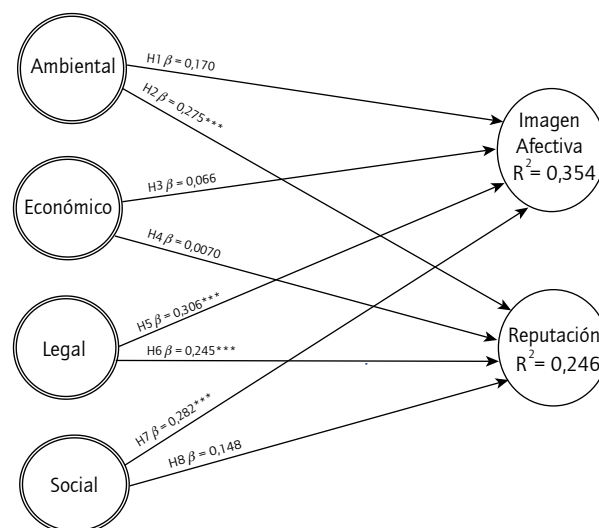 Ambiental
H1 β = 0,170
H2 β = 0,275***
Imagen
Afectiva
R² = 0,354
Económico
H3 β = 0,066
H4 β = 0,0070
Legal
H5 β = 0,306***
H6 β = 0,245***
Reputación
R² = 0,246
Social
H7 β = 0,282***
H8 β = 0,148